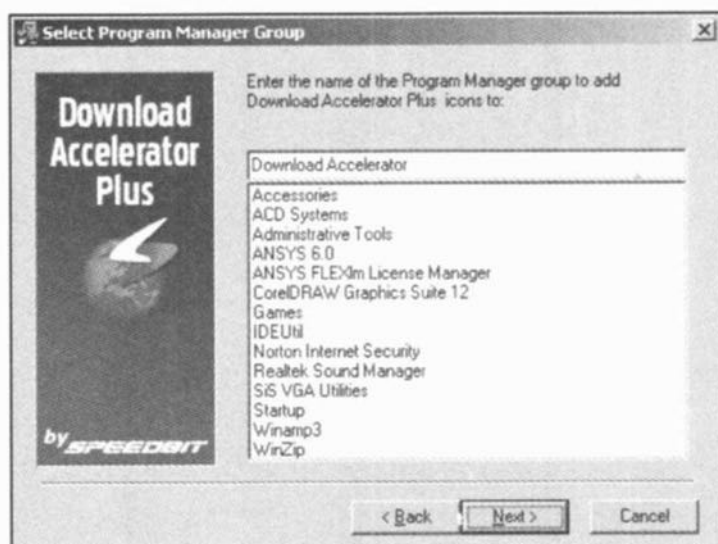 Select Program Manager Group
Download
Accelerator
Plus
by SPEEDBIT
Enter the name of the Program Manager group to add
Download Accelerator Plus icons to:
Download Accelerator
Accessories
ACD Systems
Administrative Tools
ANSYS 6.0
ANSYS FLEXlm License Manager
CorelDRAW Graphics Suite 12
Games
IDEUtil
Norton Internet Security
Realtek Sound Manager
SiS VGA Utilities
Startup
Winamp3
WinZip
< Back
Next >
Cancel